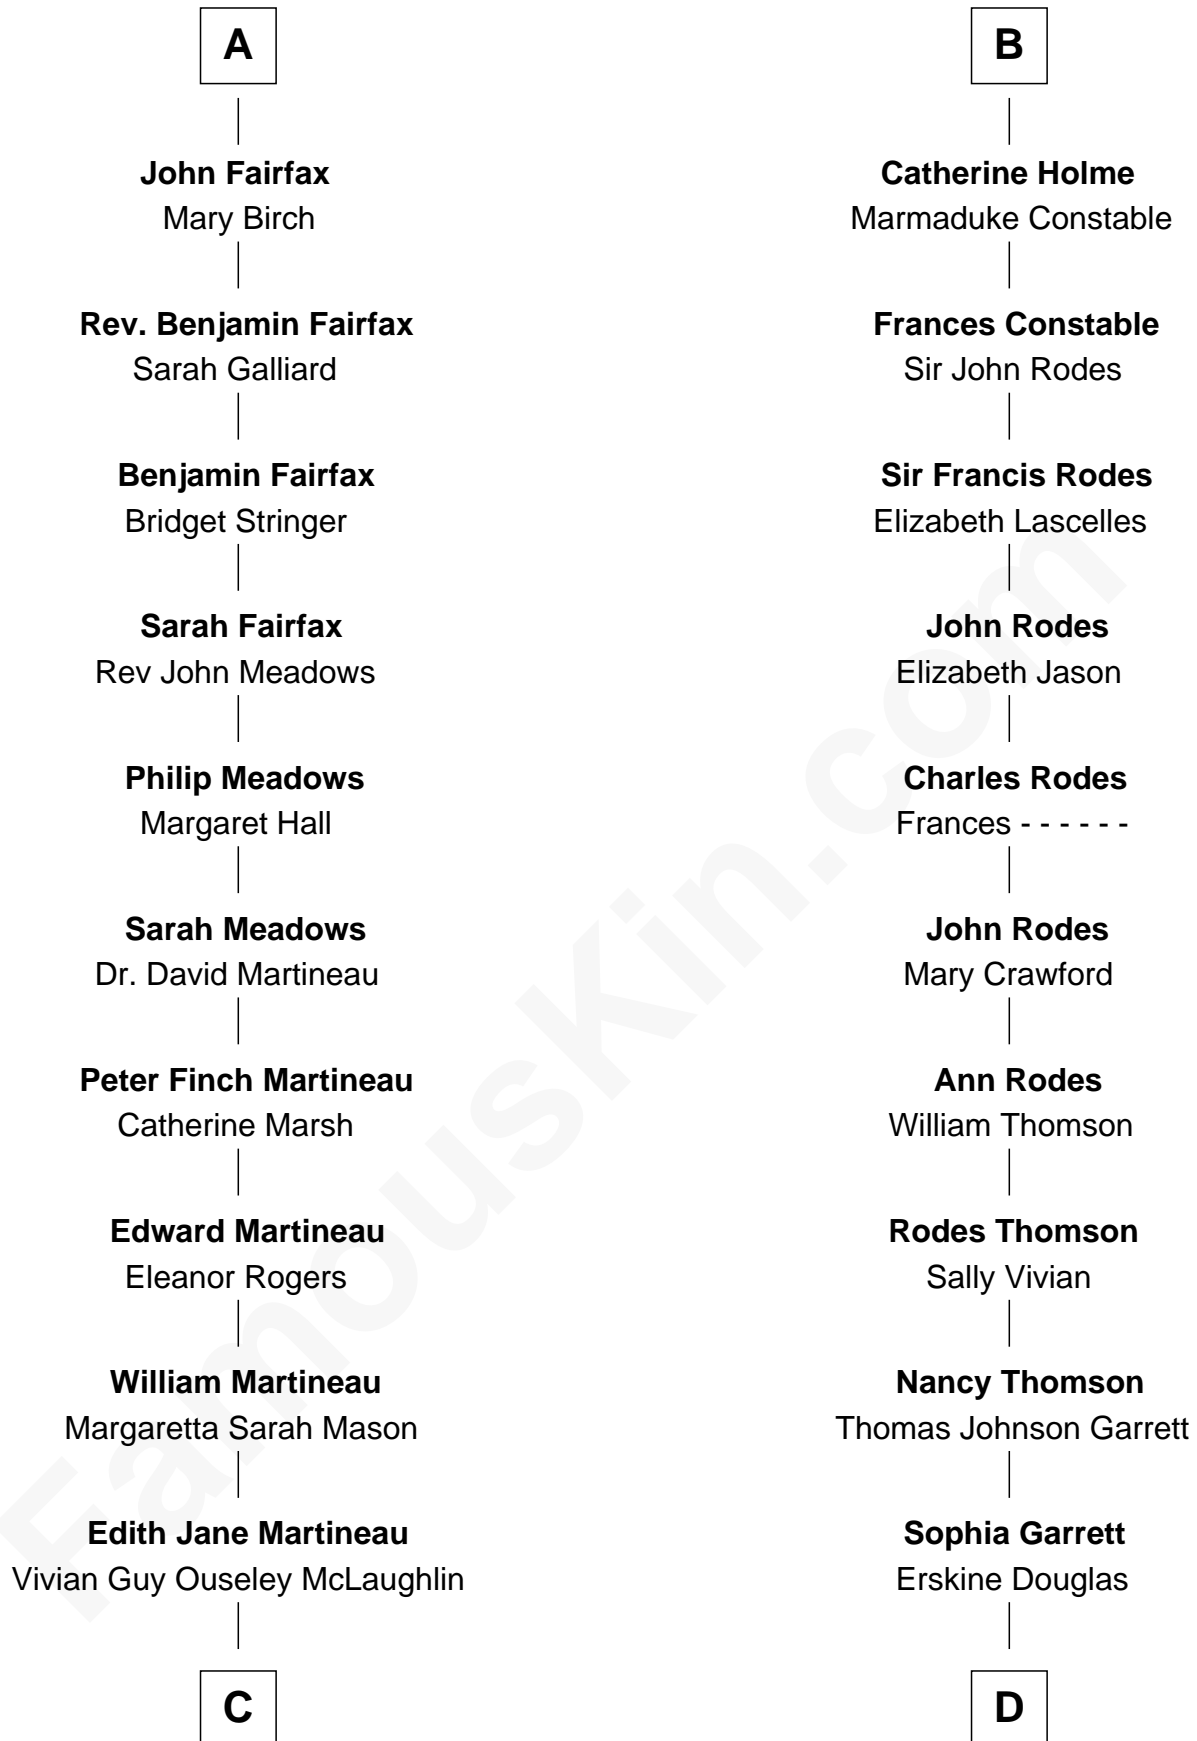 A
John Fairfax
Mary Birch
Rev. Benjamin Fairfax
Sarah Galliard
Benjamin Fairfax
Bridget Stringer
Sarah Fairfax
Rev John Meadows
Philip Meadows
Margaret Hall
Sarah Meadows
Dr. David Martineau
Peter Finch Martineau
Catherine Marsh
Edward Martineau
Eleanor Rogers
William Martineau
Margaretta Sarah Mason
Edith Jane Martineau
Vivian Guy Ouseley McLaughlin
C
B
Catherine Holme
Marmaduke Constable
Frances Constable
Sir John Rodes
Sir Francis Rodes
Elizabeth Lascelles
John Rodes
Elizabeth Jason
Charles Rodes
Frances - - - - - -
John Rodes
Mary Crawford
Ann Rodes
William Thomson
Rodes Thomson
Sally Vivian
Nancy Thomson
Thomas Johnson Garrett
Sophia Garrett
Erskine Douglas
D
FamousKin.com